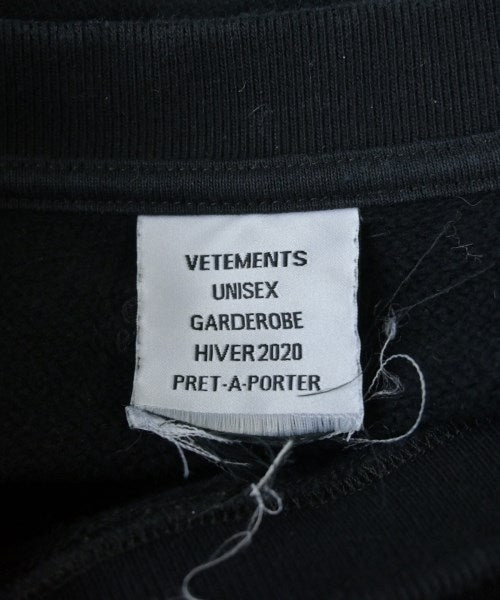 VETEMENTS
UNISEX
GARDEROBE
HIVER 2020
PRET-A-PORTER